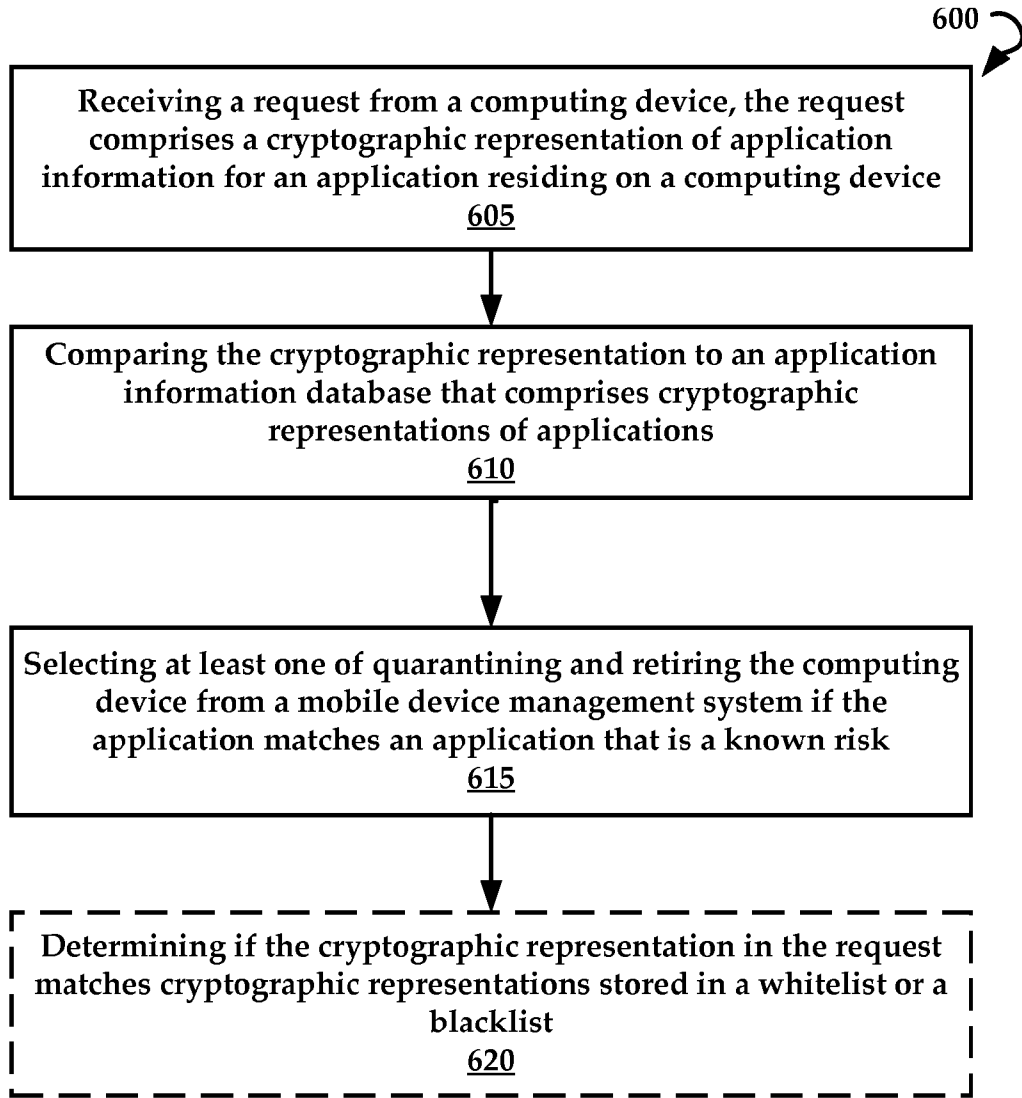 600
Receiving a request from a computing device, the request
comprises a cryptographic representation of application
information for an application residing on a computing device
605
Comparing the cryptographic representation to an application
information database that comprises cryptographic
representations of applications
610
Selecting at least one of quarantining and retiring the computing
device from a mobile device management system if the
application matches an application that is a known risk
615
Determining if the cryptographic representation in the request
matches cryptographic representations stored in a whitelist or a
blacklist
620